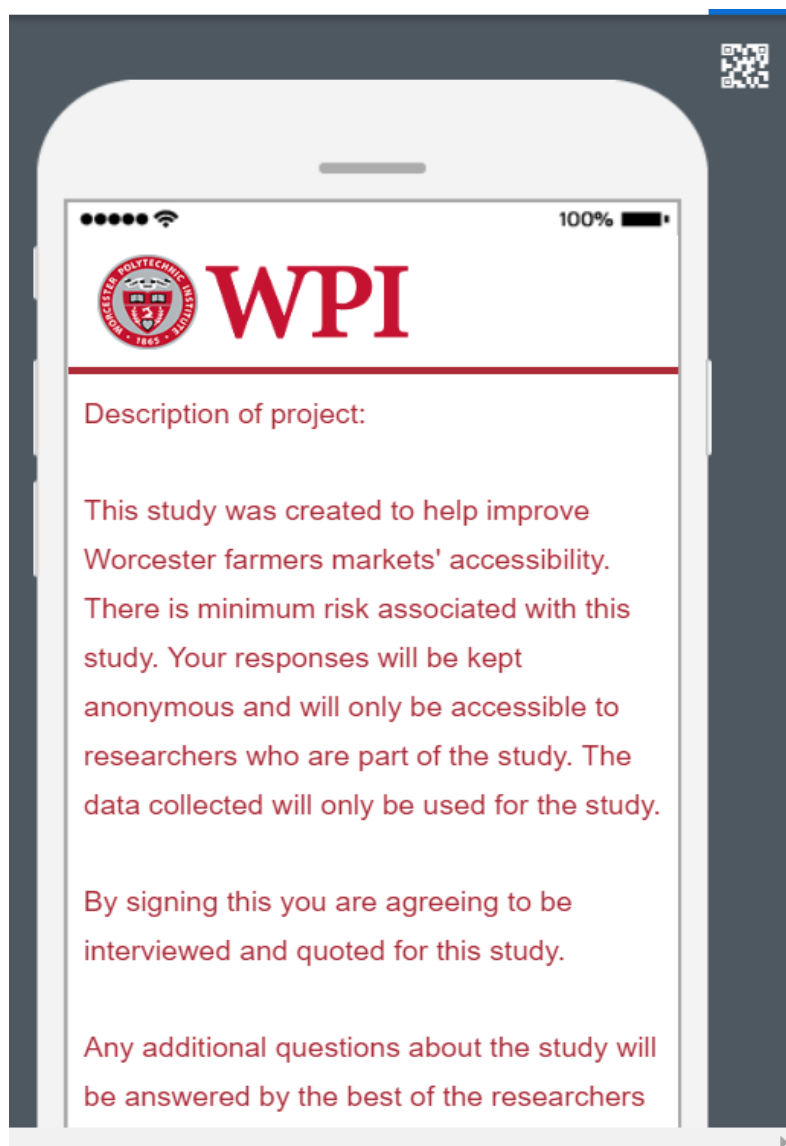 100%
WORCESTER POLYTECHNIC INSTITUTE
1865
WPI
Description of project:
This study was created to help improve
Worcester farmers markets' accessibility.
There is minimum risk associated with this
study. Your responses will be kept
anonymous and will only be accessible to
researchers who are part of the study. The
data collected will only be used for the study.
By signing this you are agreeing to be
interviewed and quoted for this study.
Any additional questions about the study will
be answered by the best of the researchers